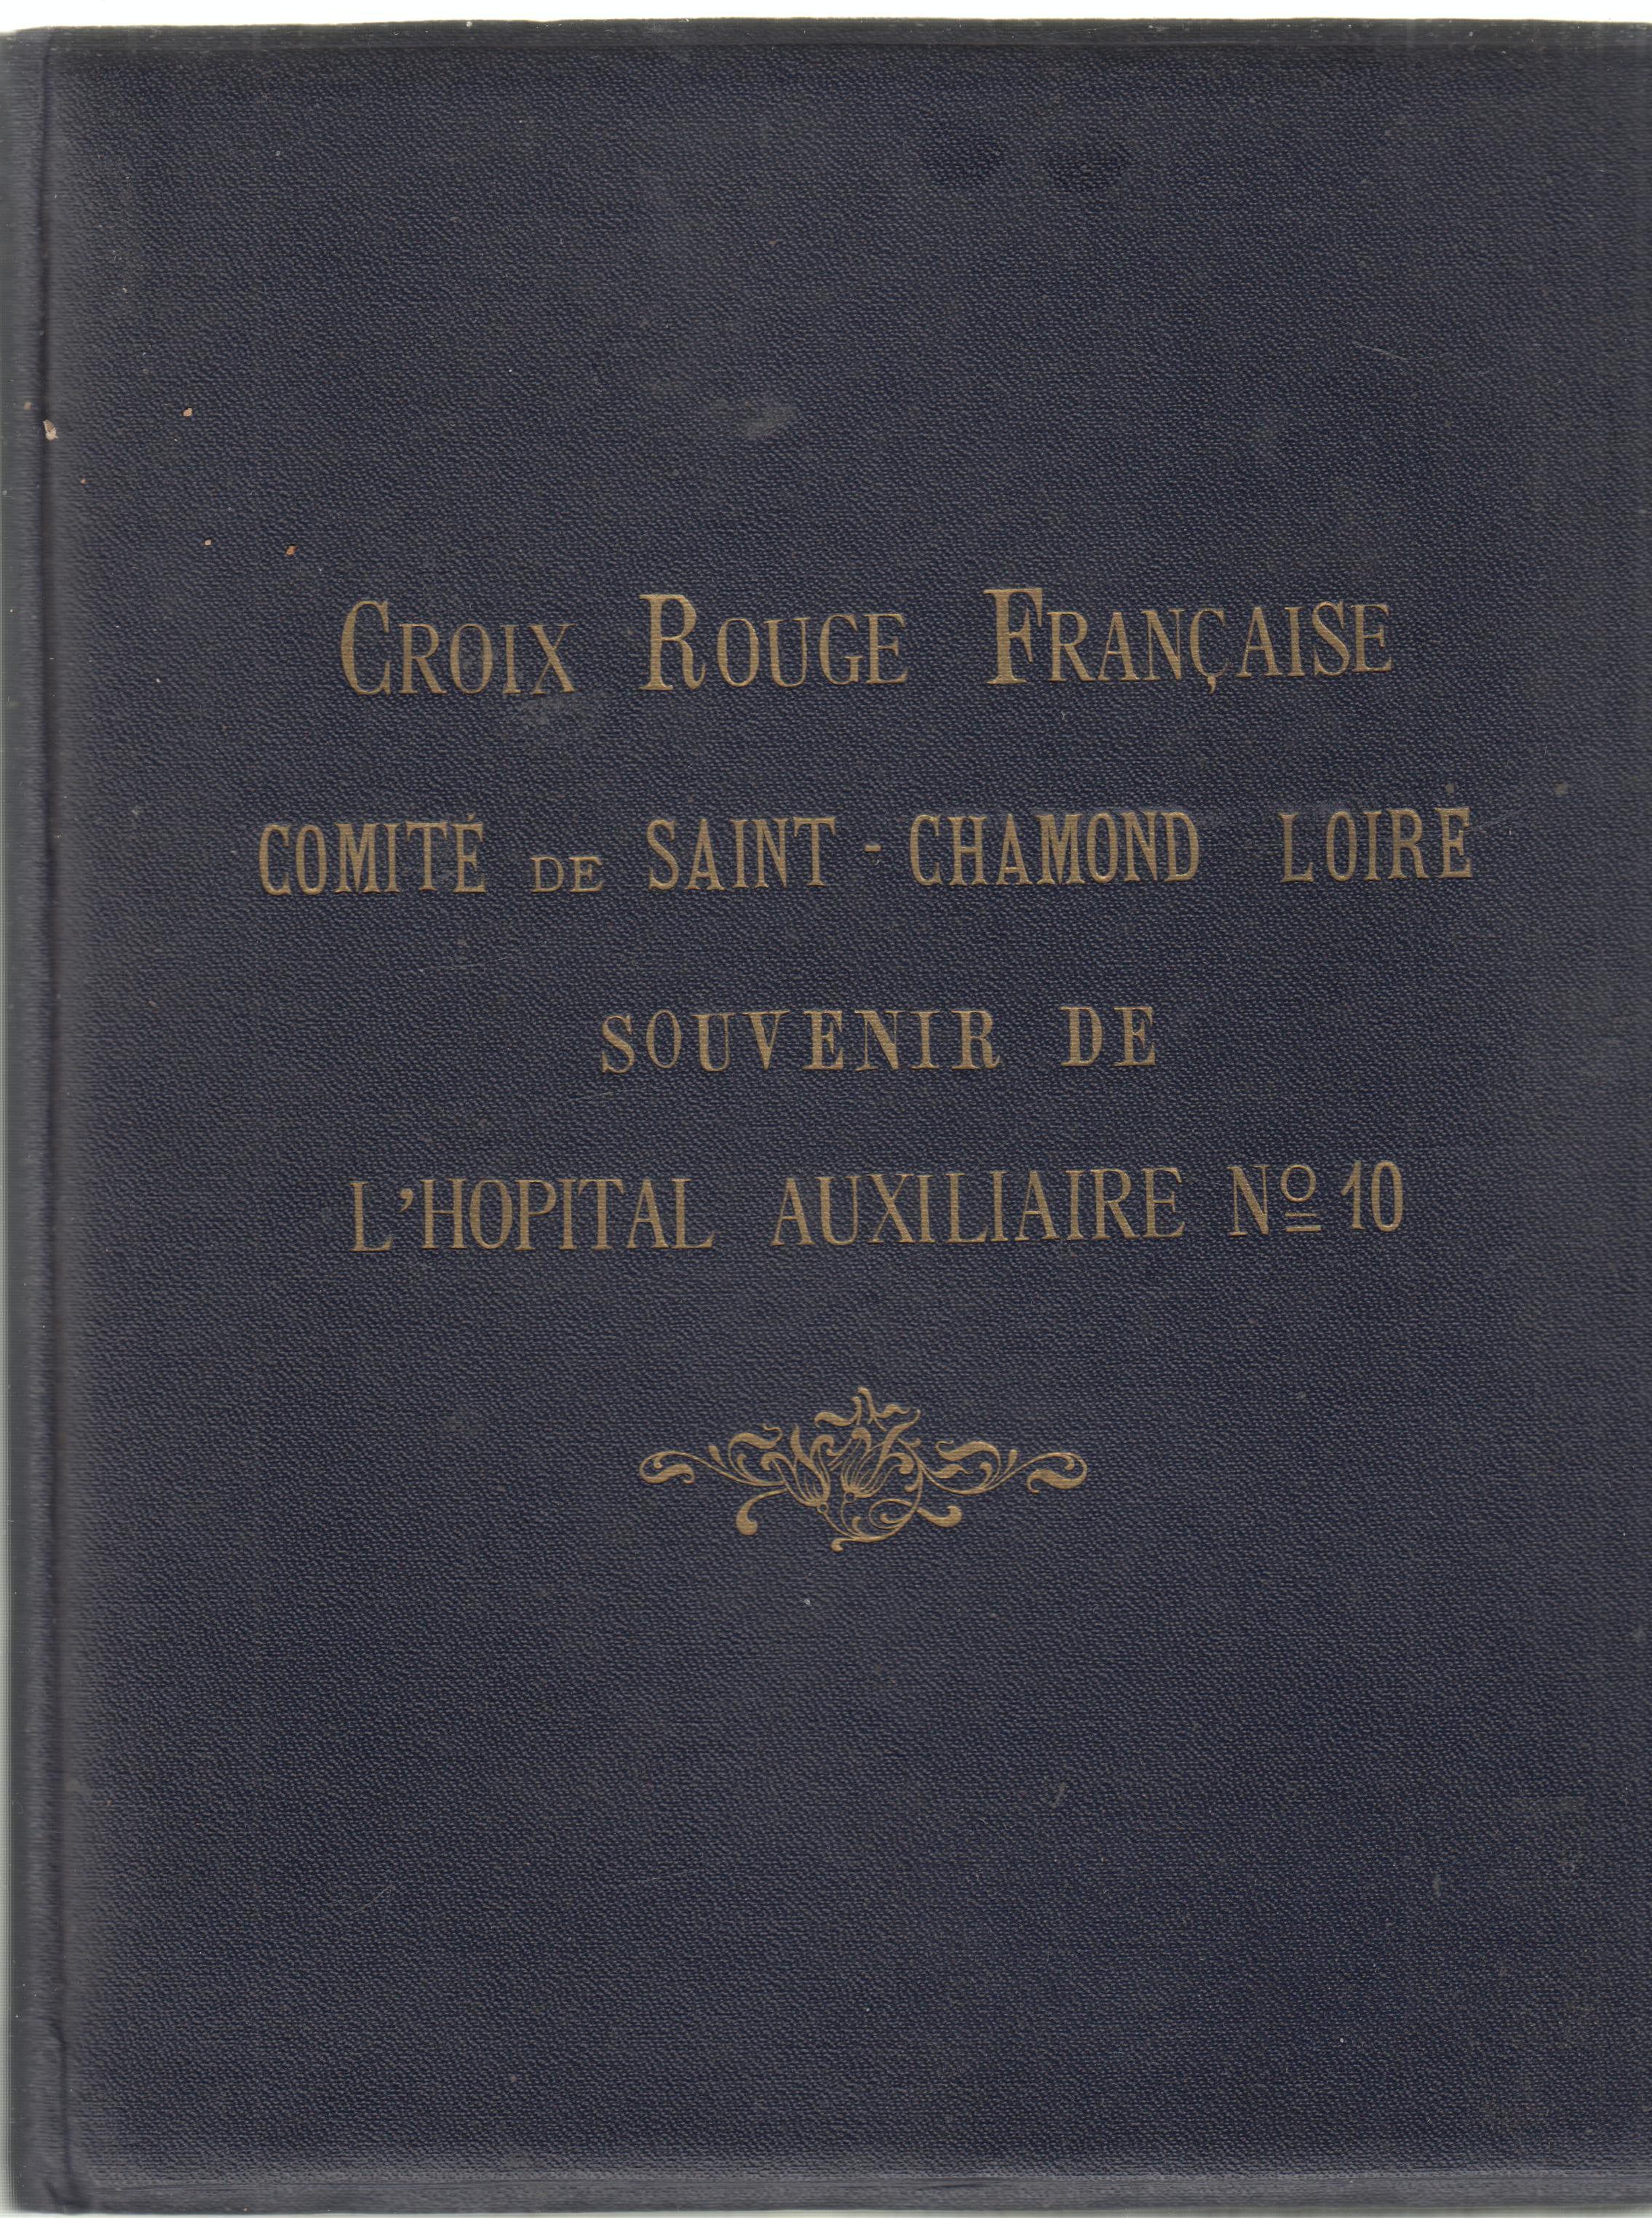 CROIX ROUGE FRANÇAISE
COMITÉ DE SAINT-CHAMOND LOIRE
SOUVENIR DE
L'HOPITAL AUXILIAIRE Nº 10